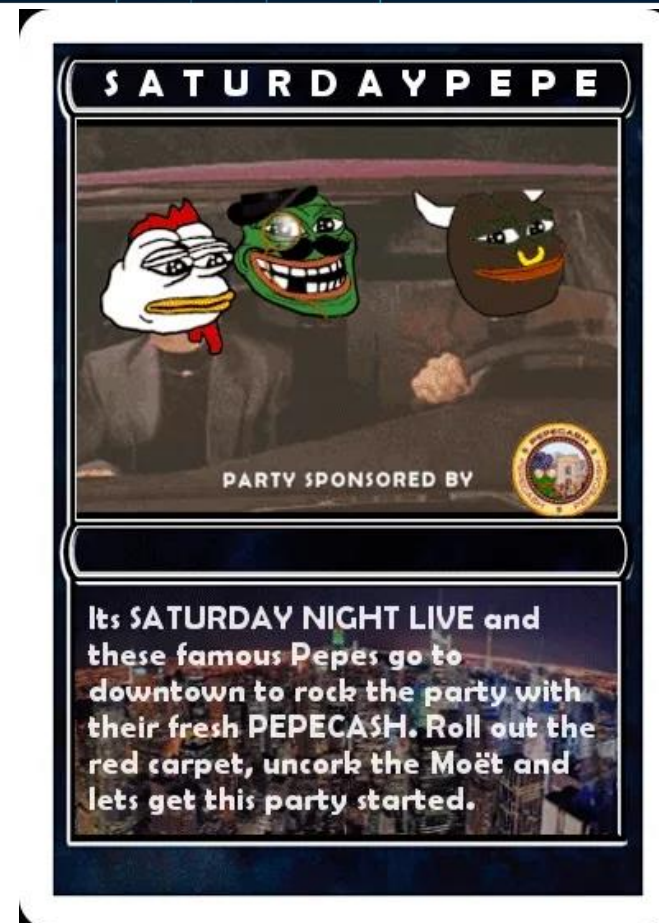 SATURDAYPEPE
PARTY SPONSORED BY
PEPECASH
Its SATURDAY NIGHT LIVE and
these famous Pepes go to
downtown to rock the party with
their fresh PEPECASH. Roll out the
red carpet, uncork the Moët and
lets get this party started.